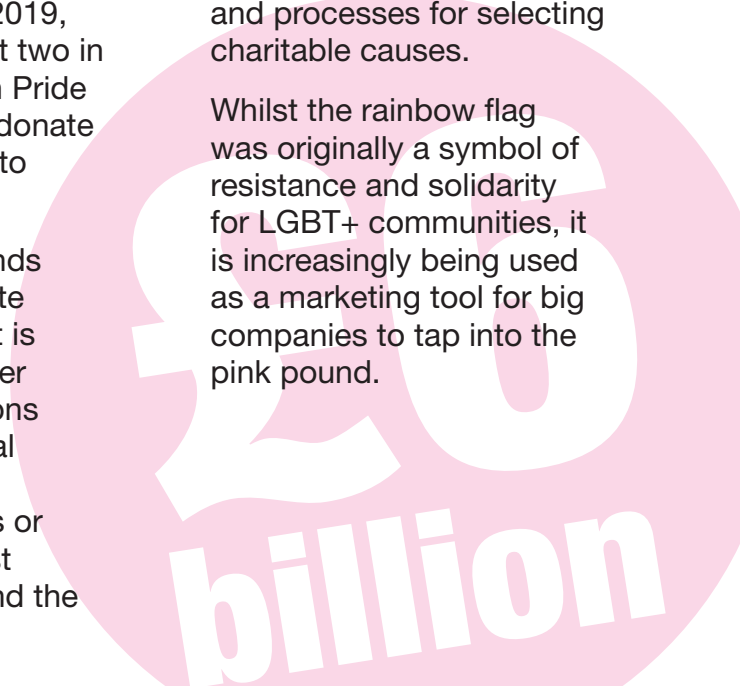 2019,
t two in
Pride
donate
to
nds
te
t is
er
ons
al
s or
st
nd the
and processes for selecting
charitable causes.
Whilst the rainbow flag
was originally a symbol of
resistance and solidarity
for LGBT+ communities, it
is increasingly being used
as a marketing tool for big
companies to tap into the
pink pound.
£6
billion